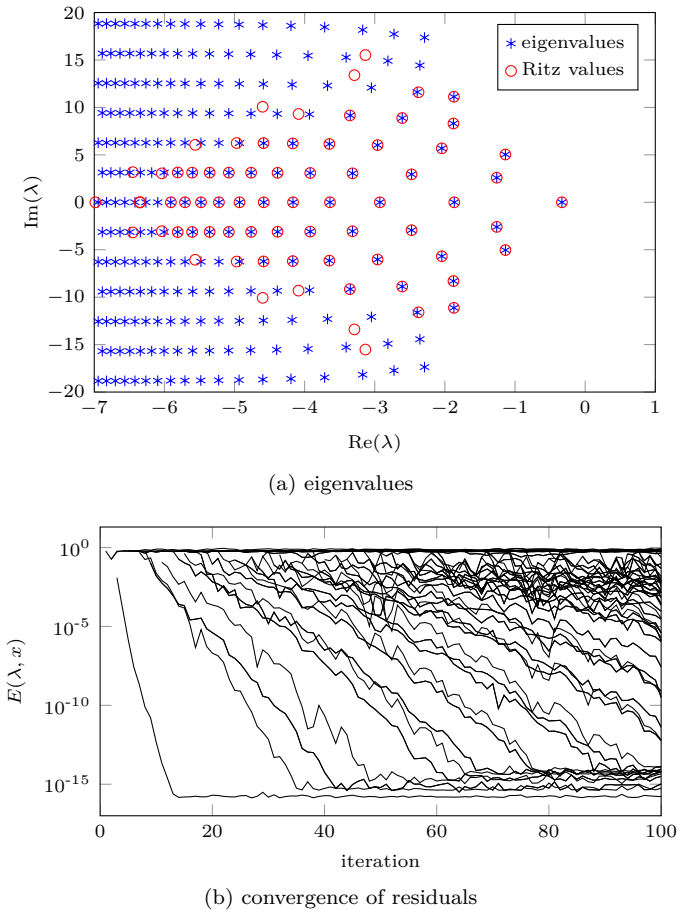 20
15
10
5
0
−5
−10
−15
−20
Im(λ)
eigenvalues
Ritz values
−7 −6 −5 −4 −3 −2 −1 0 1
Re(λ)
(a) eigenvalues
10^0
10^−5
10^−10
10^−15
E(λ, x)
0 20 40 60 80 100
iteration
(b) convergence of residuals